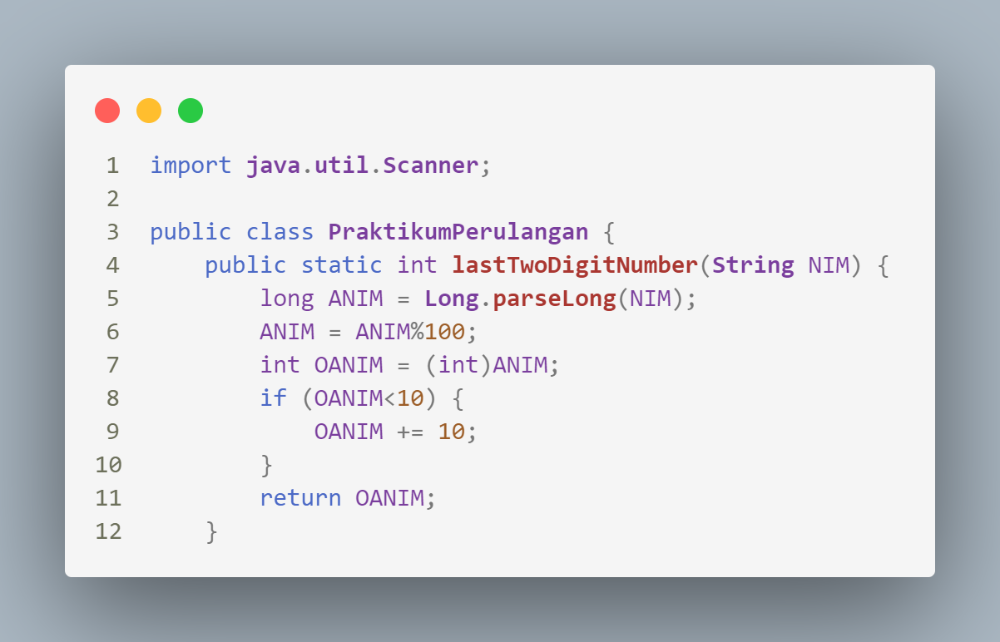 1 import java.util.Scanner;
2
3 public class PraktikumPerulangan {
4     public static int lastTwoDigitNumber(String NIM) {
5         long ANIM = Long.parseLong(NIM);
6         ANIM = ANIM%100;
7         int OANIM = (int)ANIM;
8         if (OANIM<10) {
9             OANIM += 10;
10         }
11         return OANIM;
12     }